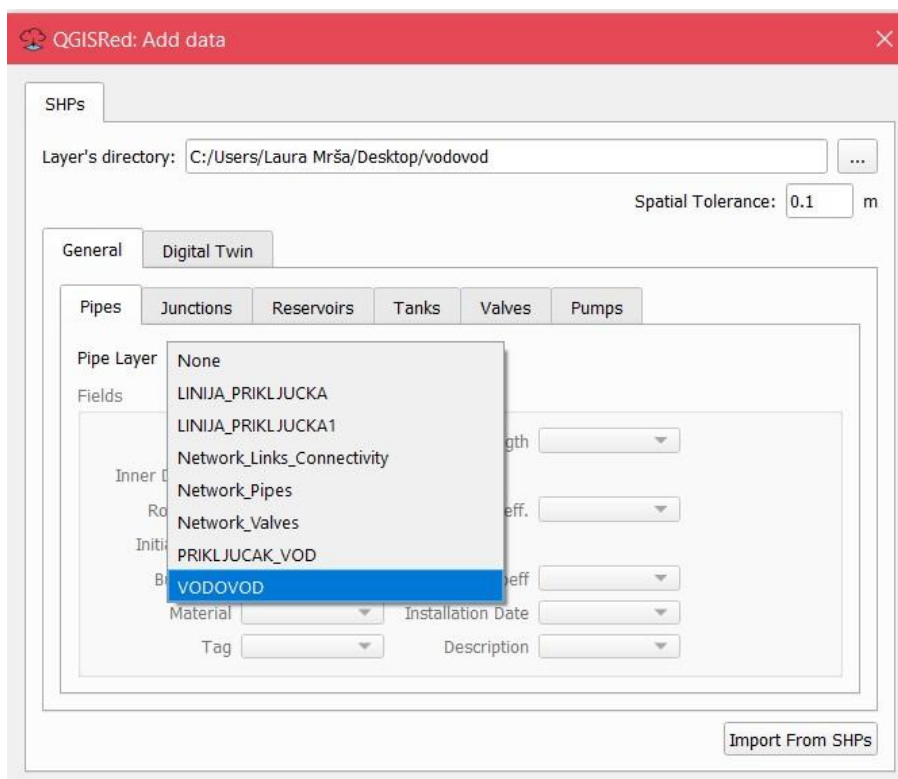 QGISRed: Add data
SHPs
Layer's directory: C:/Users/Laura Mrša/Desktop/vodovod ...
Spatial Tolerance: 0.1 m
General Digital Twin
Pipes Junctions Reservoirs Tanks Valves Pumps
Pipe Layer None
Fields LINIJA_PRIKLJUCKA
LINIJA_PRIKLJUCKA1
Network_Links_Connectivity
Network_Pipes
Network_Valves
PRIKLJUCAK_VOD
VODOVOD
Inner
Material Installation Date
Tag Description
Import From SHPs